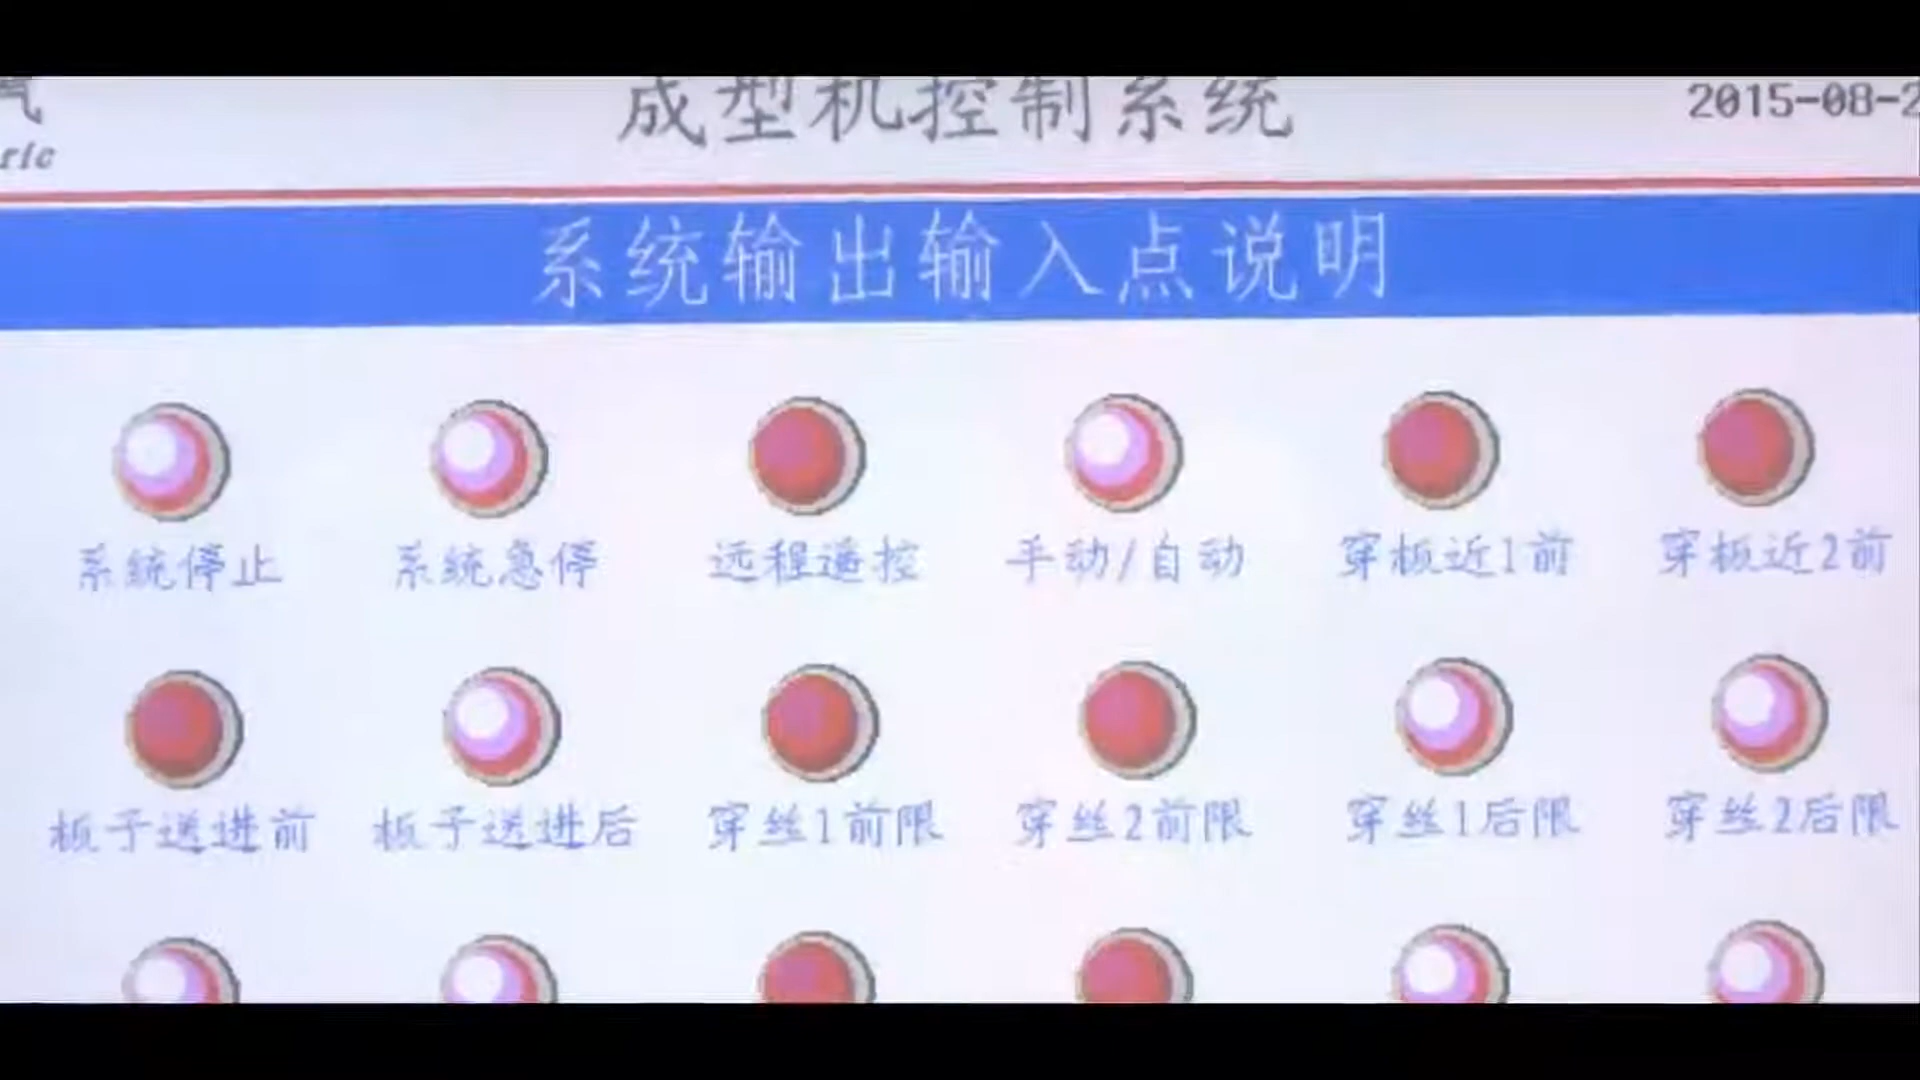 气
成型机控制系统
2015-08-2
ric
系统输出输入点说明
系统停止 系统急停 远程遥控 手动/自动 穿板近1前 穿板近2前
板子送进前 板子送进后 穿丝1前限 穿丝2前限 穿丝1后限 穿丝2后限